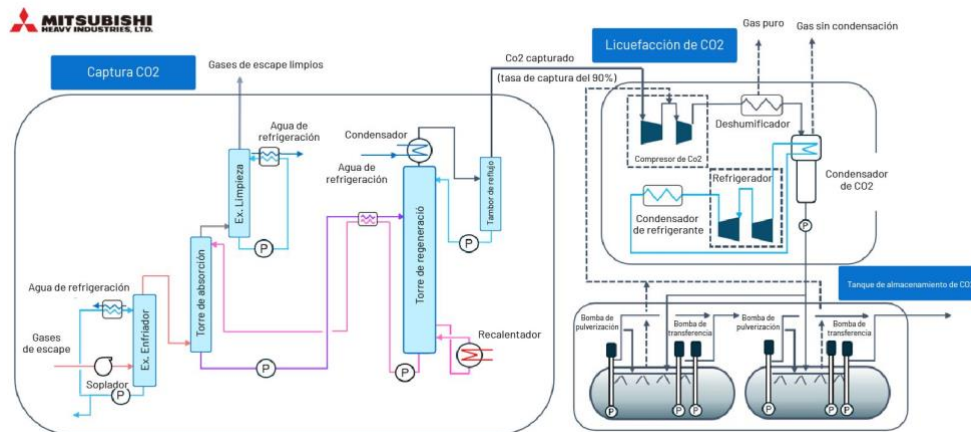 MITSUBISHI
HEAVY INDUSTRIES, LTD.
Captura CO2
Gases de escape limpios
Agua de
refrigeración
Ex. Limpieza
P
Condensador
Agua de
refrigeración
Co2 capturado
(tasa de captura del 90%)
Tambor de reflujo
P
Torre de regeneració
Torre de absorción
Agua de refrigeración
Gases
de escape
Soplador
Ex. Enfriador
P
P
P
Recalentador
Licuefacción de CO2
Gas puro
Gas sin condensación
Deshumificador
Compresor de Co2
Refrigerador
Condensador
de CO2
Condensador
de refrigerante
P
Tanque de almacenamiento de CO2
Bomba de
pulverización
Bomba de
transferencia
Bomba de
pulverización
Bomba de
transferencia
P
P
P
P
P
P